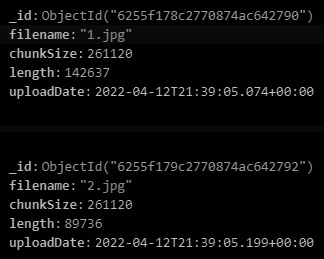 _id: ObjectId("6255f178c2770874ac642790")
filename: "1.jpg"
chunkSize: 261120
length: 142637
uploadDate: 2022-04-12T21:39:05.074+00:00
_id: ObjectId("6255f179c2770874ac642792")
filename: "2.jpg"
chunkSize: 261120
length: 89736
uploadDate: 2022-04-12T21:39:05.199+00:00